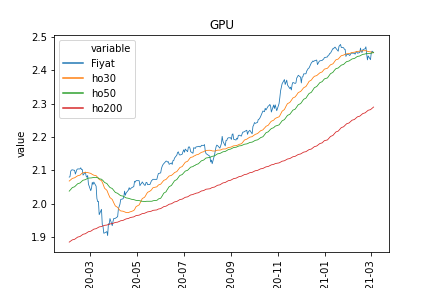 GPU
variable
Fiyat
ho30
ho50
ho200
value
2.5
2.4
2.3
2.2
2.1
2.0
1.9
20-03
20-05
20-07
20-09
20-11
21-01
21-03